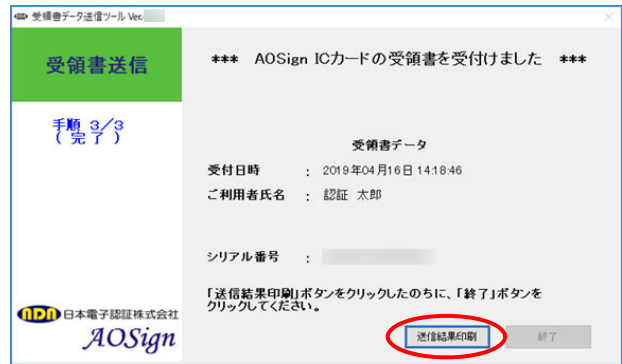 受領書データ送信ツール Ver.
受領書送信
*** AOSign ICカードの受領書を受付けました ***
手順 3/3
( 完了 )
受領書データ
受付日時 : 2019年04月16日 14:18:46
ご利用者氏名 : 認証 太郎
シリアル番号 :
「送信結果印刷」ボタンをクリックしたのちに、「終了」ボタンを
クリックしてください。
NDN 日本電子認証株式会社
AOSign
送信結果印刷 終了